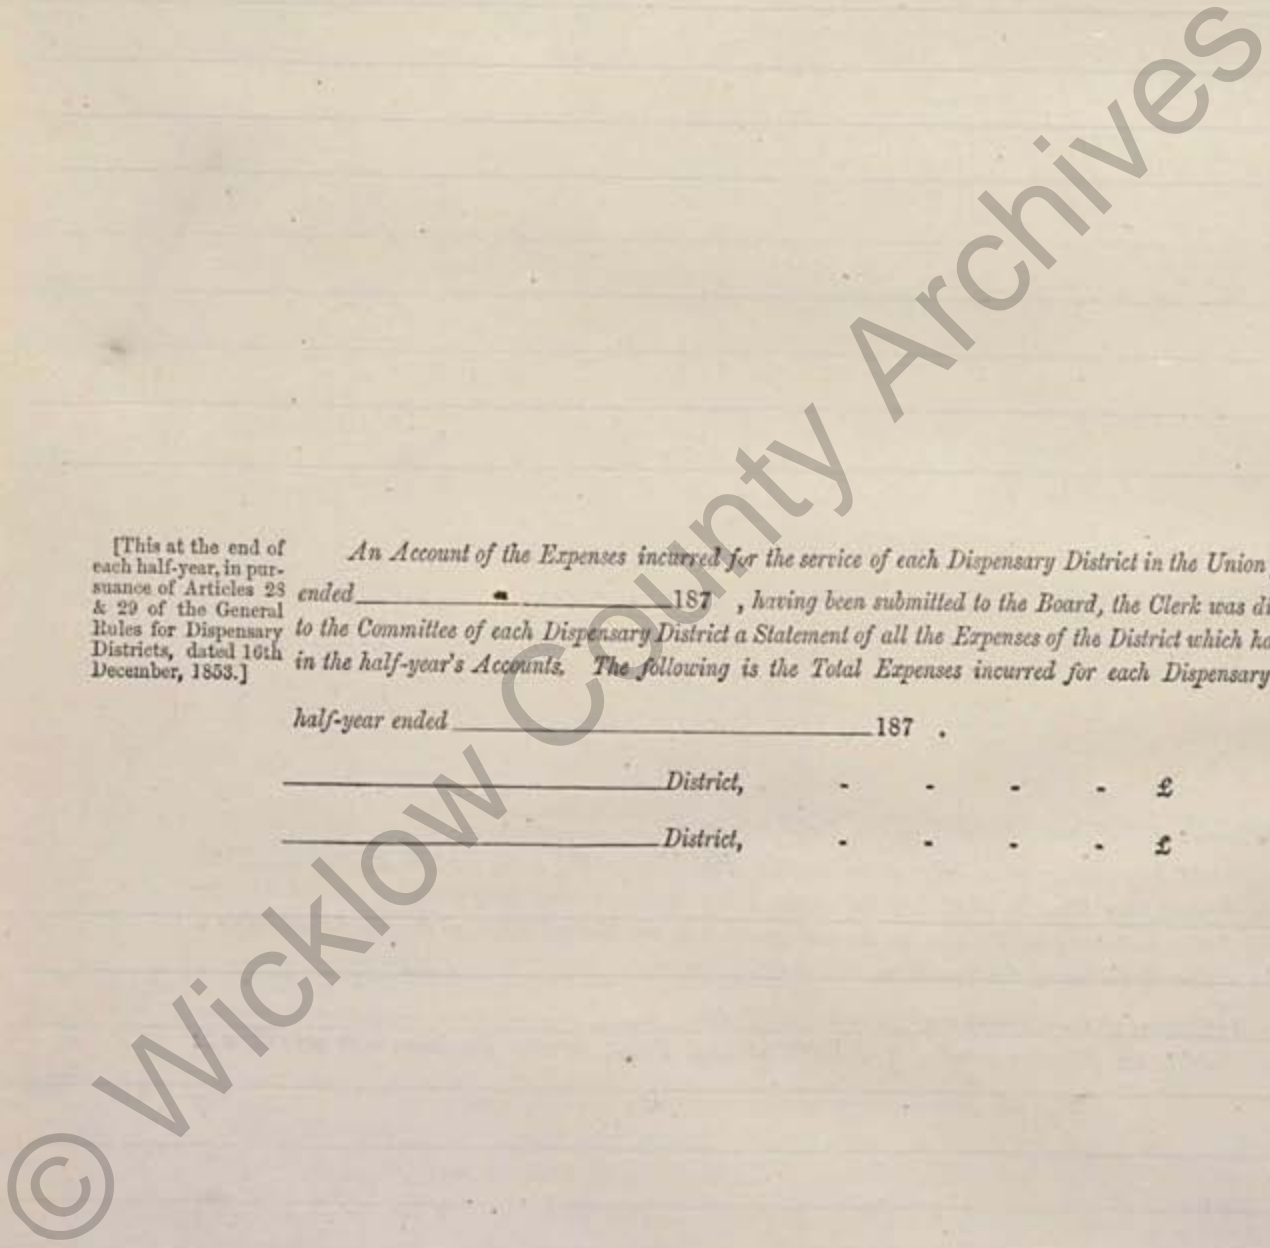 [This at the end of
each half-year, in pur-
suance of Articles 28
& 29 of the General
Rules for Dispensary
Districts, dated 16th
December, 1853.]
An Account of the Expenses incurred for the service of each Dispensary District in the Union
ended 187 , having been submitted to the Board, the Clerk was di
to the Committee of each Dispensary District a Statement of all the Expenses of the District which ha
in the half-year's Accounts. The following is the Total Expenses incurred for each Dispensary
half-year ended 187 .
District, - - - - £
District, - - - - £
© Wicklow County Archives